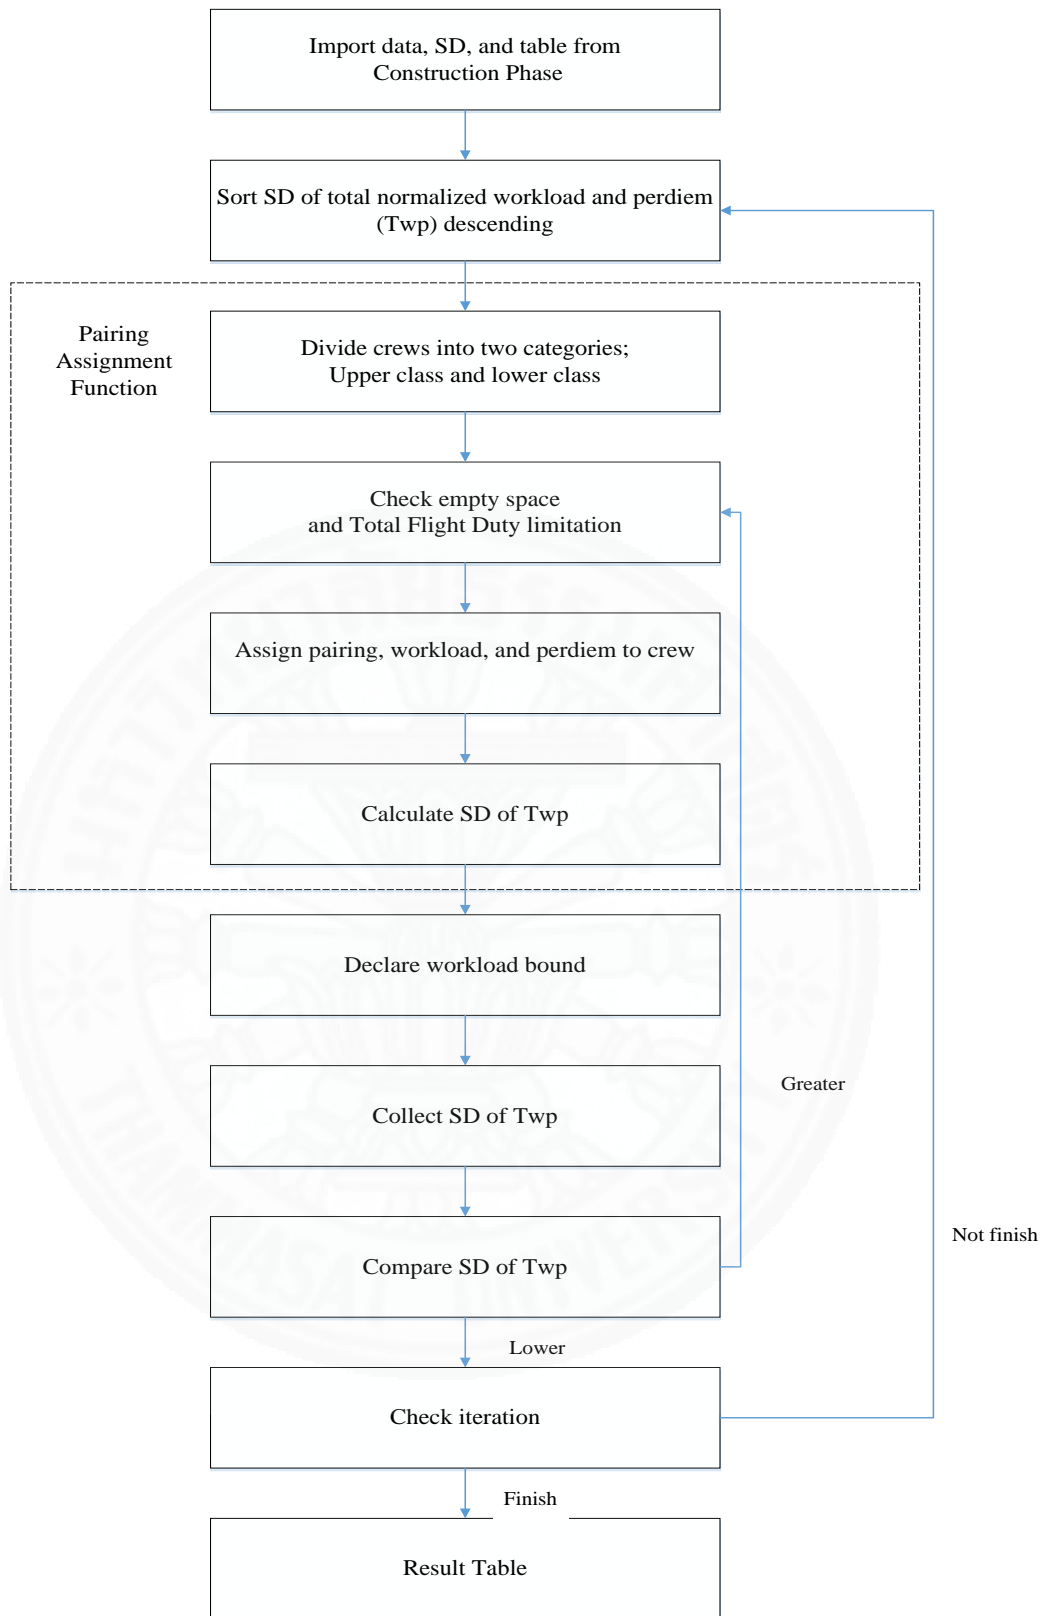 Import data, SD, and table from
Construction Phase
Sort SD of total normalized workload and perdiem
(Twp) descending
Pairing
Assignment
Function
Divide crews into two categories;
Upper class and lower class
Check empty space
and Total Flight Duty limitation
Assign pairing, workload, and perdiem to crew
Calculate SD of Twp
Declare workload bound
Collect SD of Twp
Greater
Compare SD of Twp
Not finish
Lower
Check iteration
Finish
Result Table
THAMMASAT UNIVERSITY